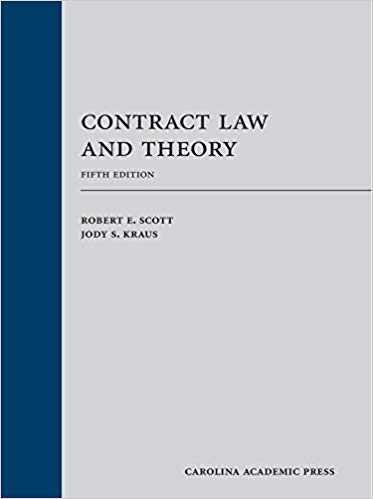 CONTRACT LAW
AND THEORY
FIFTH EDITION
ROBERT E. SCOTT
JODY S. KRAUS
CAROLINA ACADEMIC PRESS